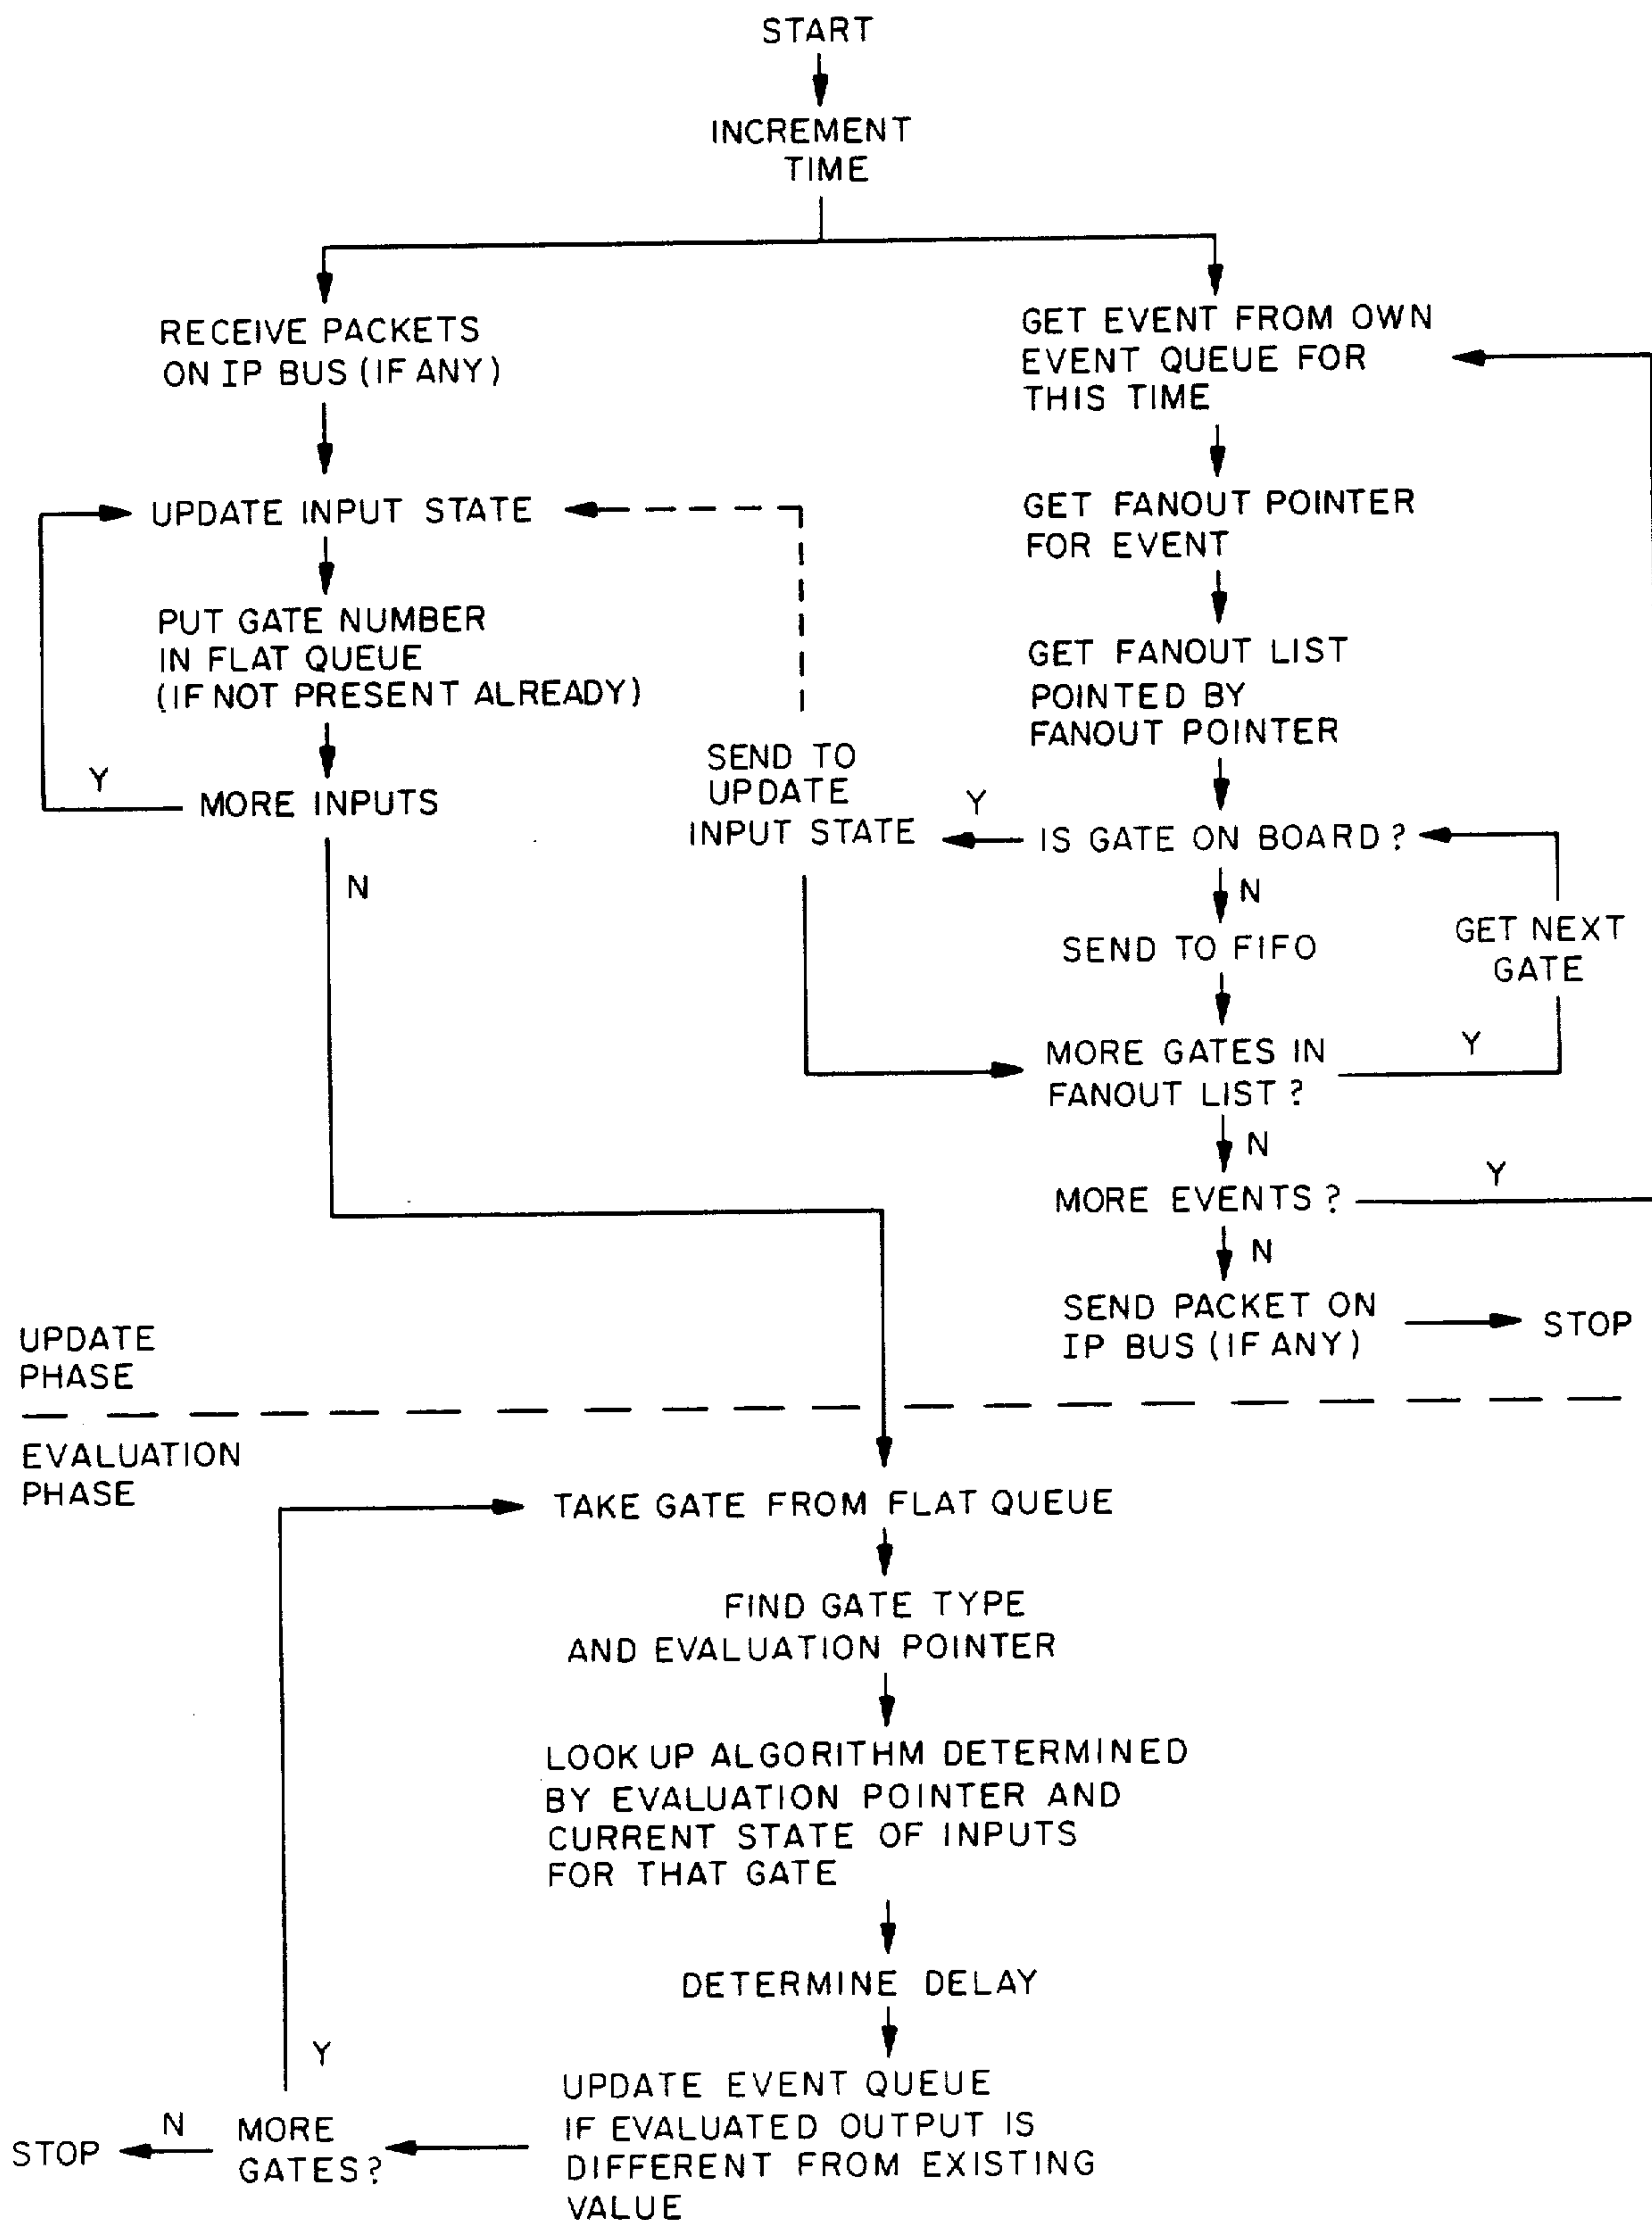 START
INCREMENT
TIME
RECEIVE PACKETS
ON IP BUS (IF ANY)
UPDATE INPUT STATE
PUT GATE NUMBER
IN FLAT QUEUE
(IF NOT PRESENT ALREADY)
Y
MORE INPUTS
N
GET EVENT FROM OWN
EVENT QUEUE FOR
THIS TIME
GET FANOUT POINTER
FOR EVENT
GET FANOUT LIST
POINTED BY
FANOUT POINTER
SEND TO
UPDATE
INPUT STATE
Y
IS GATE ON BOARD?
N
SEND TO FIFO
GET NEXT
GATE
MORE GATES IN
FANOUT LIST?
Y
N
MORE EVENTS?
Y
N
SEND PACKET ON
IP BUS (IF ANY)
STOP
UPDATE
PHASE
EVALUATION
PHASE
TAKE GATE FROM FLAT QUEUE
FIND GATE TYPE
AND EVALUATION POINTER
LOOK UP ALGORITHM DETERMINED
BY EVALUATION POINTER AND
CURRENT STATE OF INPUTS
FOR THAT GATE
DETERMINE DELAY
UPDATE EVENT QUEUE
IF EVALUATED OUTPUT IS
DIFFERENT FROM EXISTING
VALUE
Y
MORE
GATES?
N
STOP